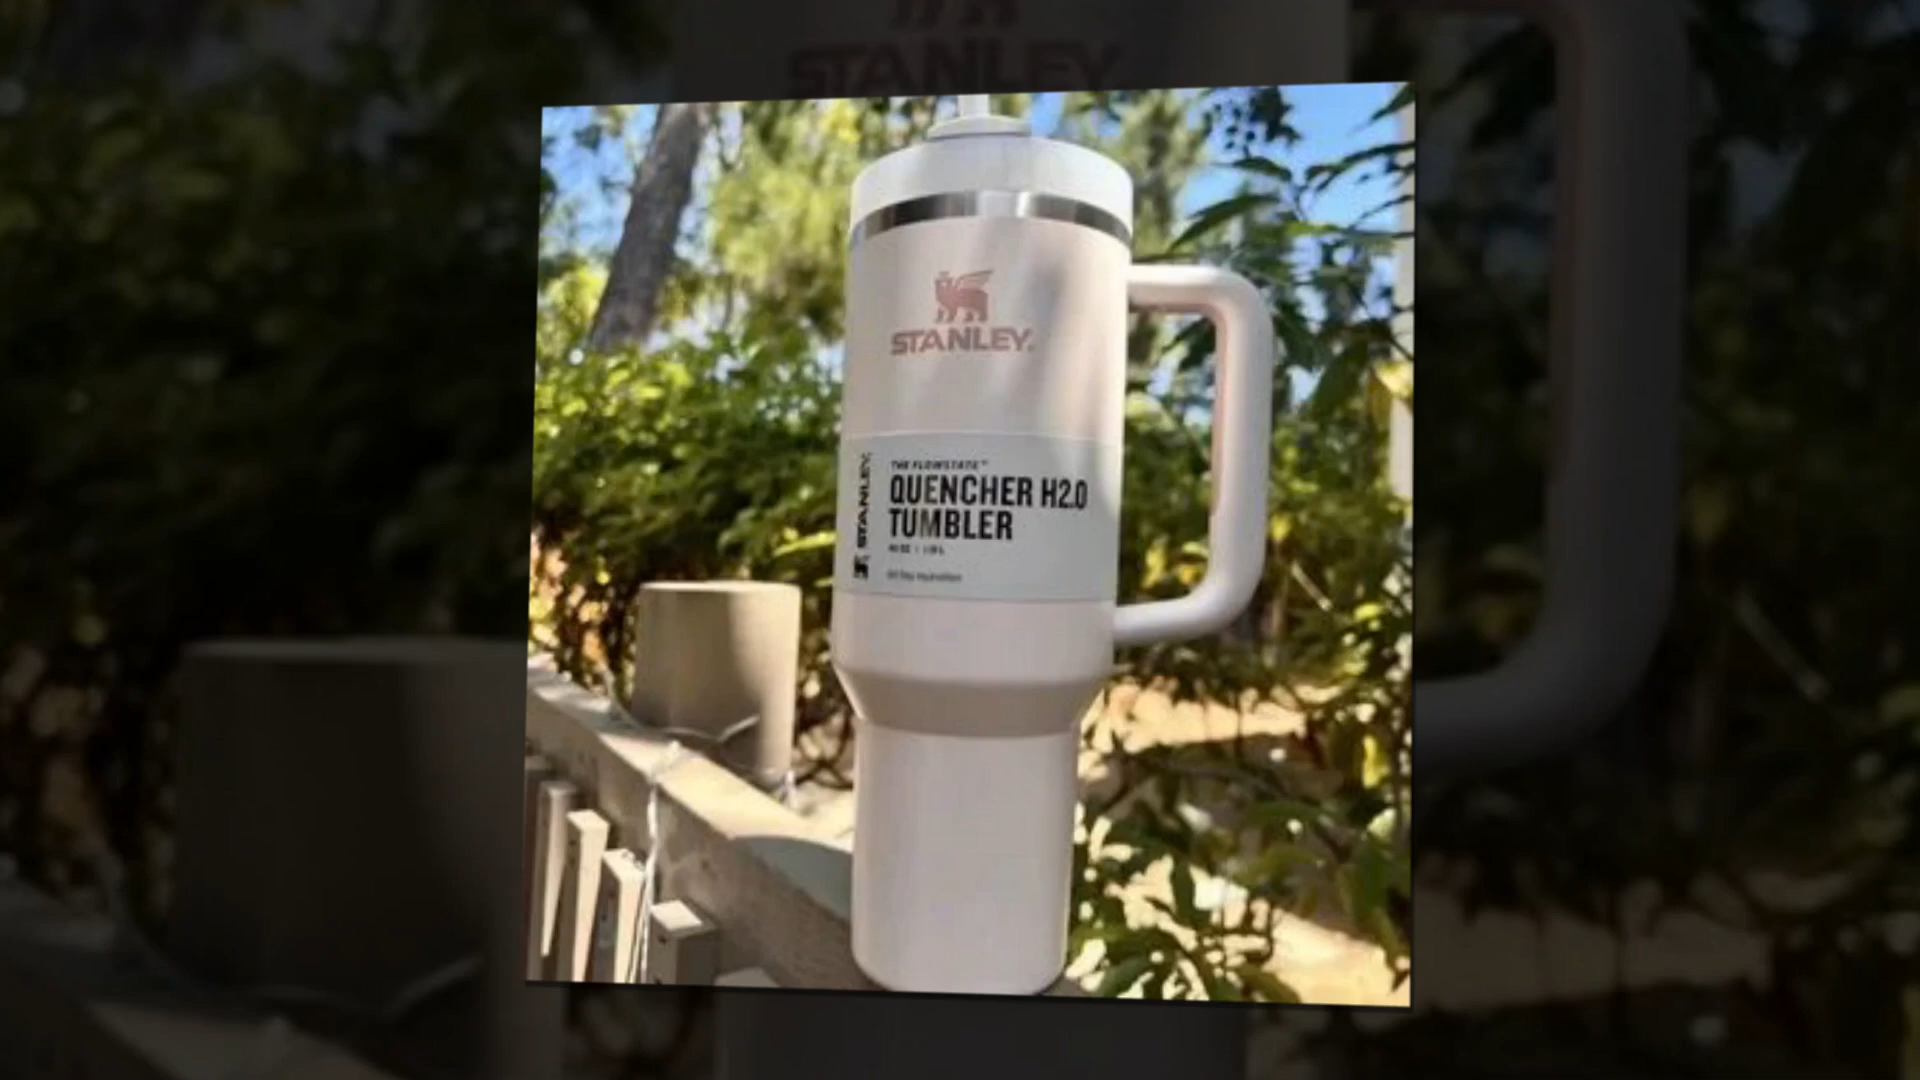 STANLEY
STANLEY.
THE FLOWSTATE™
QUENCHER H2.0
TUMBLER
STANLEY.